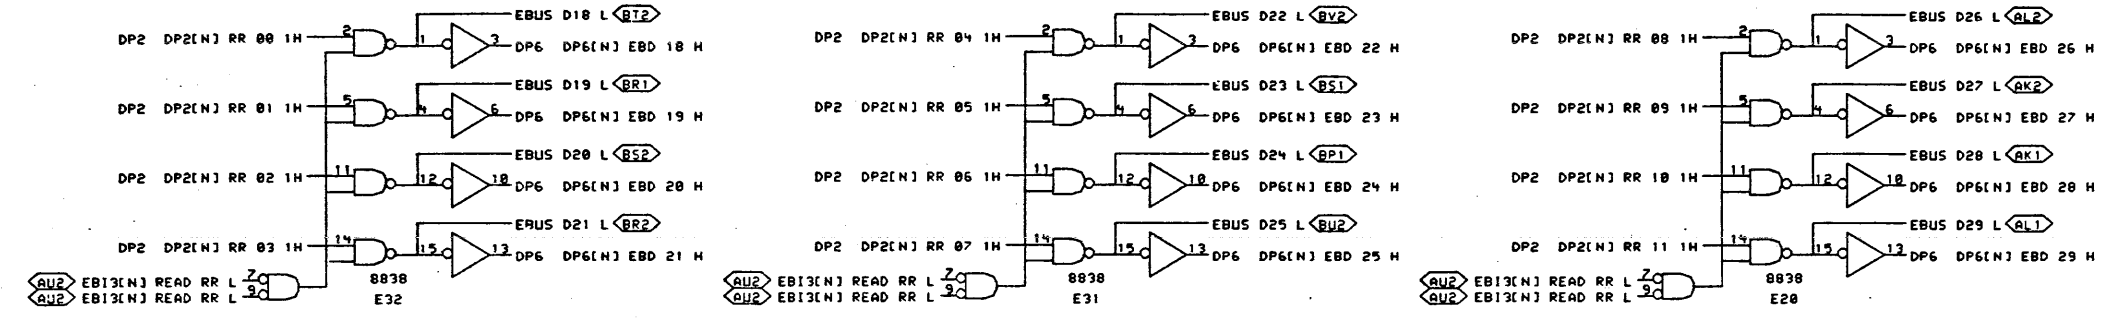 EBUS D18 L BT2
DP2 DP2[N] RR 00 1H 2 1 3 DP6 DP6[N] EBD 18 H
EBUS D19 L BR1
DP2 DP2[N] RR 01 1H 5 4 6 DP6 DP6[N] EBD 19 H
EBUS D20 L BS2
DP2 DP2[N] RR 02 1H 11 12 10 DP6 DP6[N] EBD 20 H
EBUS D21 L BR2
DP2 DP2[N] RR 03 1H 14 15 13 DP6 DP6[N] EBD 21 H
AU2 EBI3[N] READ RR L 7 8838
AU2 EBI3[N] READ RR L 9 E32
EBUS D22 L BV2
DP2 DP2[N] RR 04 1H 2 1 3 DP6 DP6[N] EBD 22 H
EBUS D23 L BS1
DP2 DP2[N] RR 05 1H 5 4 6 DP6 DP6[N] EBD 23 H
EBUS D24 L BP1
DP2 DP2[N] RR 06 1H 11 12 10 DP6 DP6[N] EBD 24 H
EBUS D25 L BU2
DP2 DP2[N] RR 07 1H 14 15 13 DP6 DP6[N] EBD 25 H
AU2 EBI3[N] READ RR L 7 8838
AU2 EBI3[N] READ RR L 9 E31
EBUS D26 L AL2
DP2 DP2[N] RR 08 1H 2 1 3 DP6 DP6[N] EBD 26 H
EBUS D27 L AK2
DP2 DP2[N] RR 09 1H 5 4 6 DP6 DP6[N] EBD 27 H
EBUS D28 L AK1
DP2 DP2[N] RR 10 1H 11 12 10 DP6 DP6[N] EBD 28 H
EBUS D29 L AL1
DP2 DP2[N] RR 11 1H 14 15 13 DP6 DP6[N] EBD 29 H
AU2 EBI3[N] READ RR L 7 8838
AU2 EBI3[N] READ RR L 9 E20